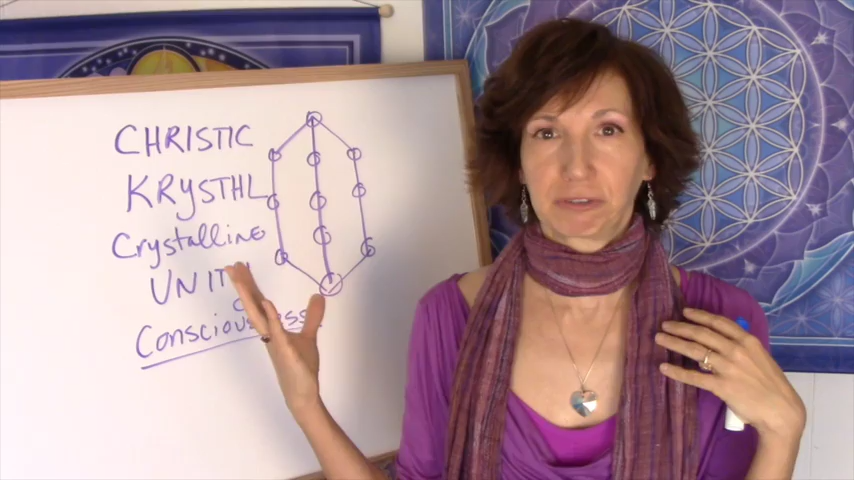 CHRISTIC
KRYSTHL
Crystalline
UNITY
Consciousness